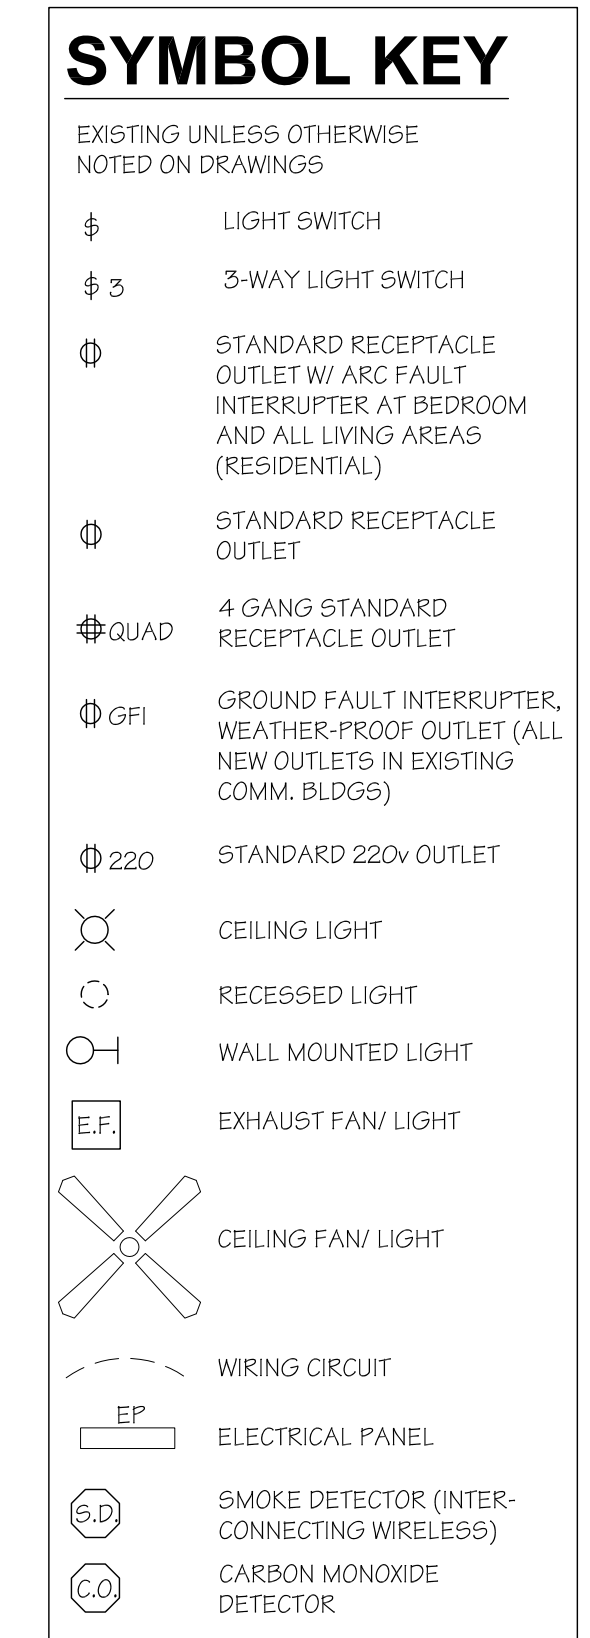 SYMBOL KEY
EXISTING UNLESS OTHERWISE
NOTED ON DRAWINGS
$ LIGHT SWITCH
$ 3 3-WAY LIGHT SWITCH
STANDARD RECEPTACLE
OUTLET W/ ARC FAULT
INTERRUPTER AT BEDROOM
AND ALL LIVING AREAS
(RESIDENTIAL)
STANDARD RECEPTACLE
OUTLET
QUAD 4 GANG STANDARD
RECEPTACLE OUTLET
GFI GROUND FAULT INTERRUPTER,
WEATHER-PROOF OUTLET (ALL
NEW OUTLETS IN EXISTING
COMM. BLDGS)
220 STANDARD 220v OUTLET
CEILING LIGHT
RECESSED LIGHT
WALL MOUNTED LIGHT
E.F. EXHAUST FAN/ LIGHT
CEILING FAN/ LIGHT
WIRING CIRCUIT
EP
ELECTRICAL PANEL
S.D. SMOKE DETECTOR (INTER-
CONNECTING WIRELESS)
C.O. CARBON MONOXIDE
DETECTOR